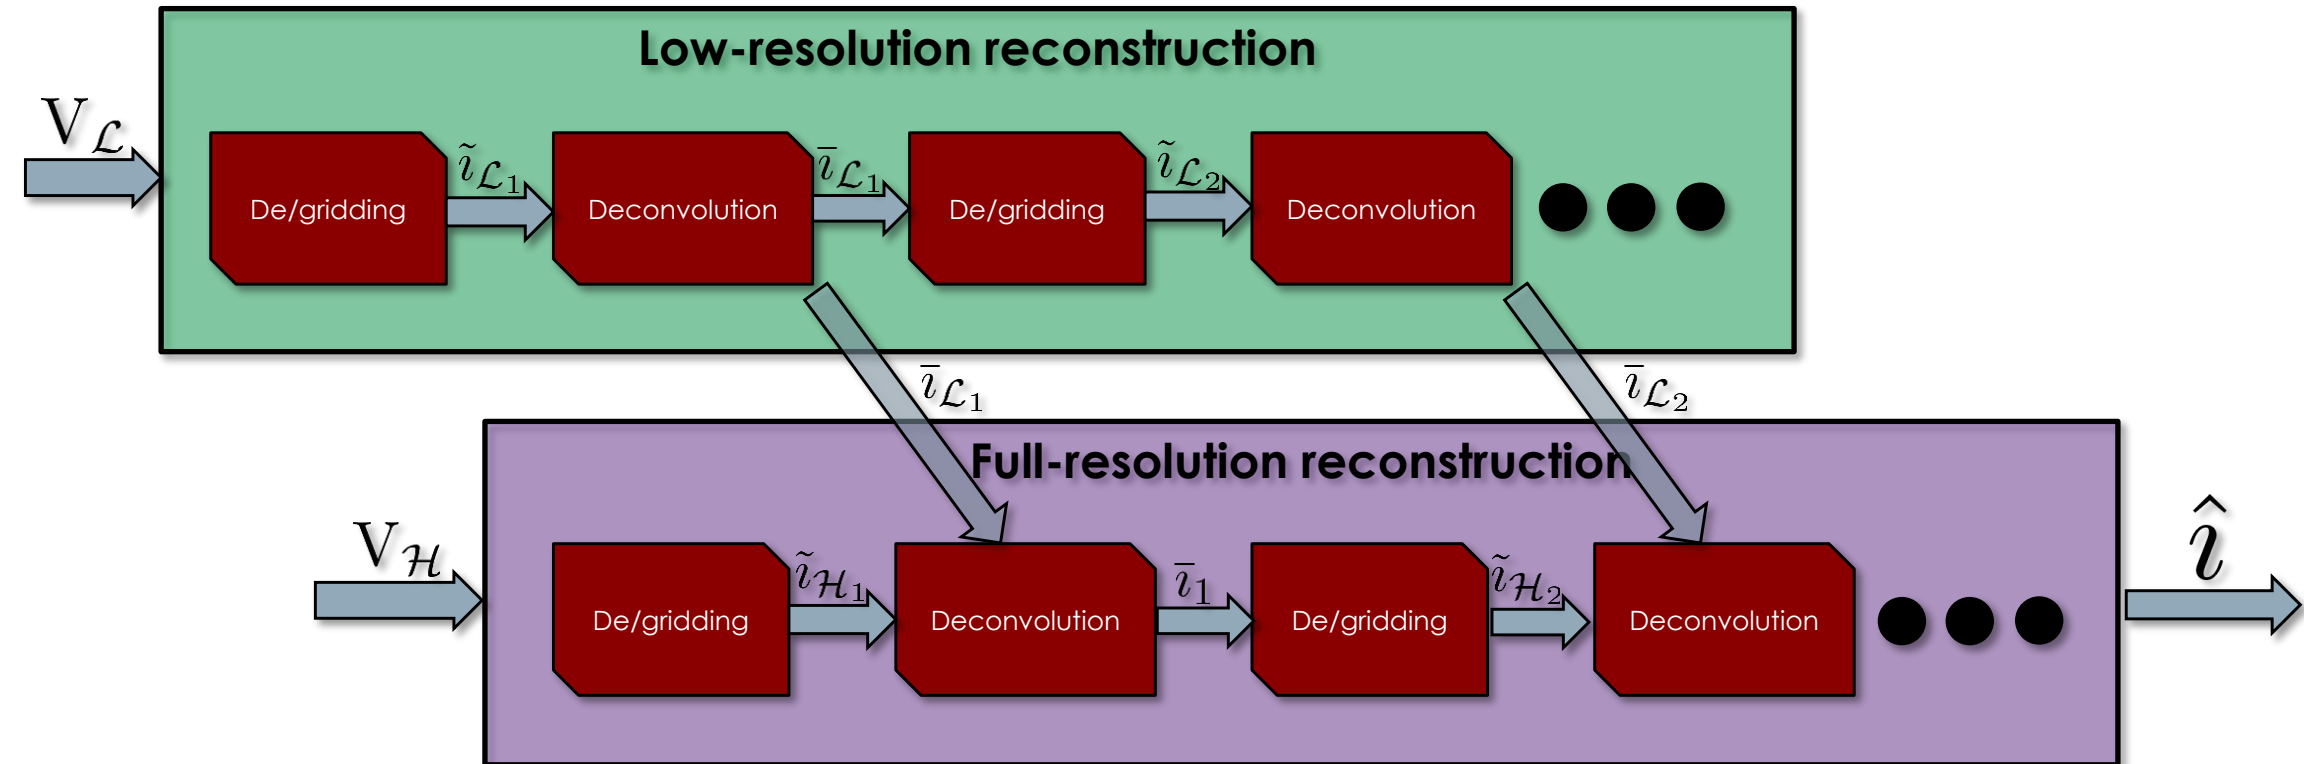 Low-resolution reconstruction
V_ℒ
ĩ_ℒ₁
ī_ℒ₁
ĩ_ℒ₂
De/gridding
Deconvolution
De/gridding
Deconvolution
ī_ℒ₁
ī_ℒ₂
Full-resolution reconstruction
V_ℋ
ĩ_ℋ₁
ī₁
ĩ_ℋ₂
î
De/gridding
Deconvolution
De/gridding
Deconvolution